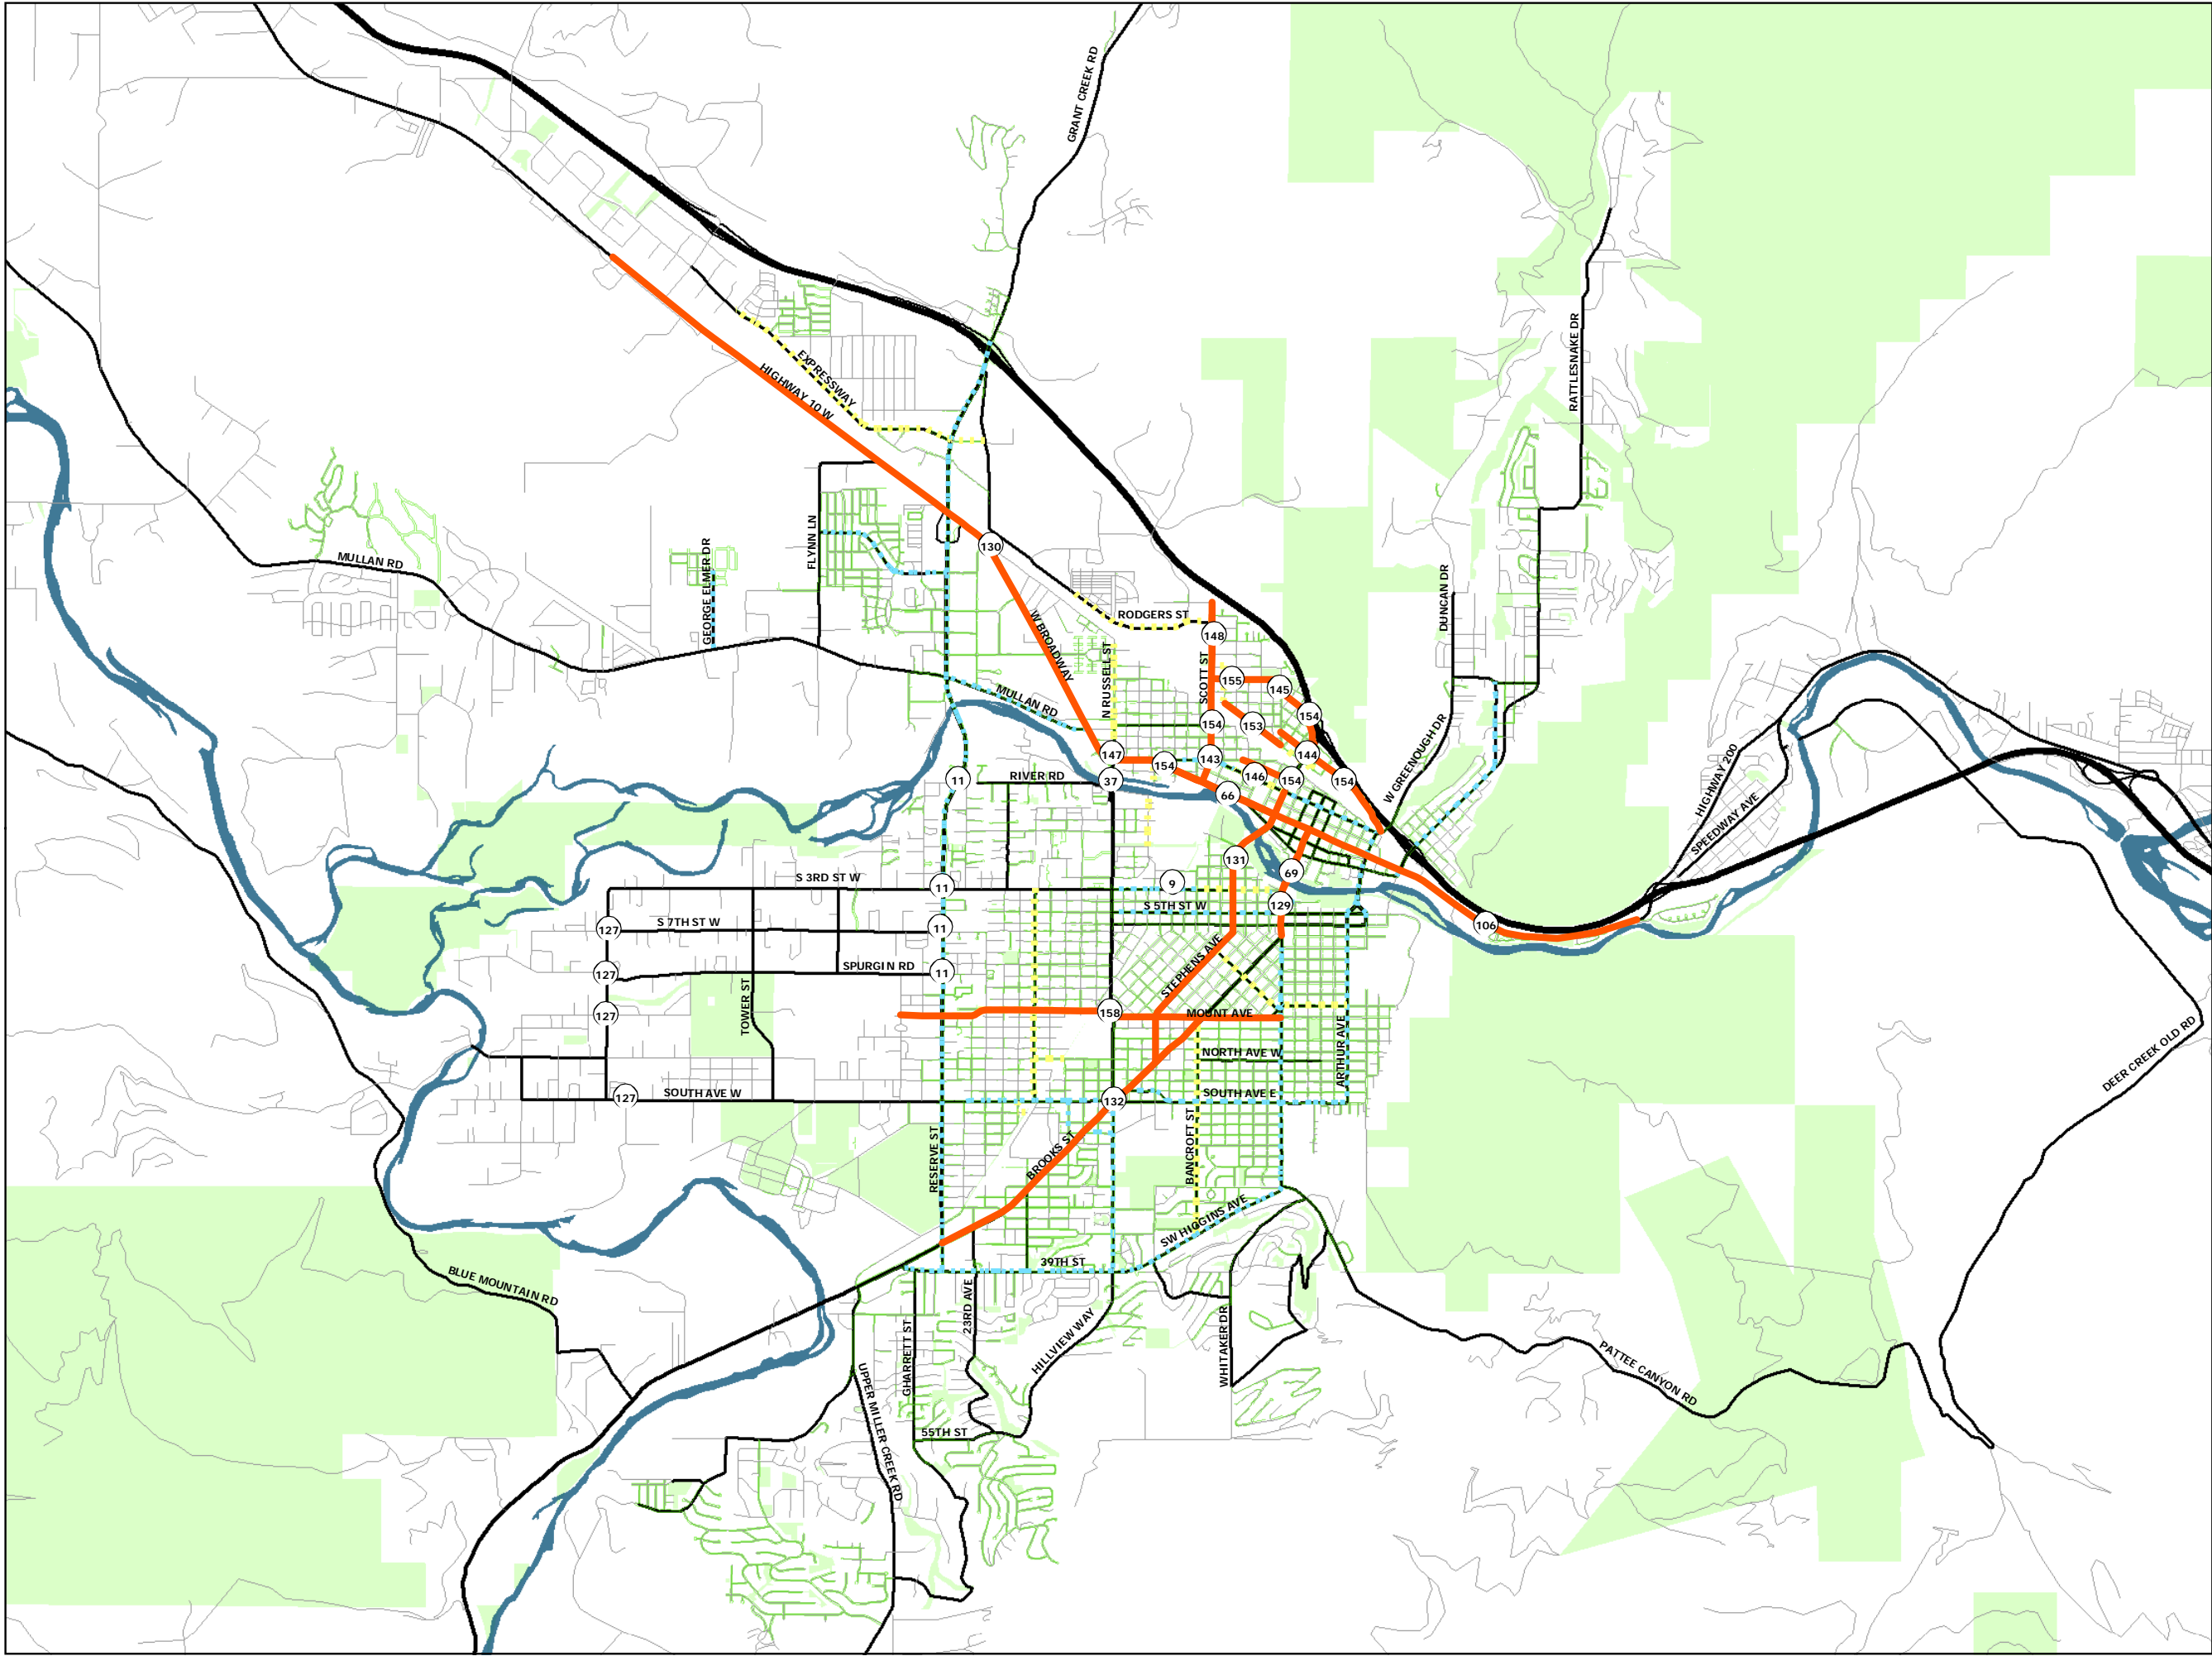 GRANT CREEK RD
RATTLESNAKE DR
EXPRESSWAY
HIGHWAY 10 W
FLYNN LN
GEORGE ELMER DR
MULLAN RD
130
W BROADWAY
RODGERS ST
148
DUNCAN DR
N RUSSELL ST
SCOTT ST
155
145
MULLAN RD
154
153
154
147
154
143
144
146
154
154
W GREENOUGH DR
HIGHWAY 200
SPEEDWAY AVE
11
RIVER RD
37
66
131
69
S 3RD ST W
11
9
S 5TH ST W
129
127
S 7TH ST W
11
106
127
SPURGIN RD
11
STEPHENS AVE
TOWER ST
127
158
MOUNT AVE
NORTH AVE W
ARTHUR AVE
DEER CREEK OLD RD
127
SOUTH AVE W
132
SOUTH AVE E
RESERVE ST
BROOKS ST
BANCROFT ST
SW HIGGINS AVE
39TH ST
BLUE MOUNTAIN RD
23RD AVE
GHARRETT ST
HILLVIEW WAY
WHITAKER DR
PATTEE CANYON RD
UPPER MILLER CREEK RD
55TH ST